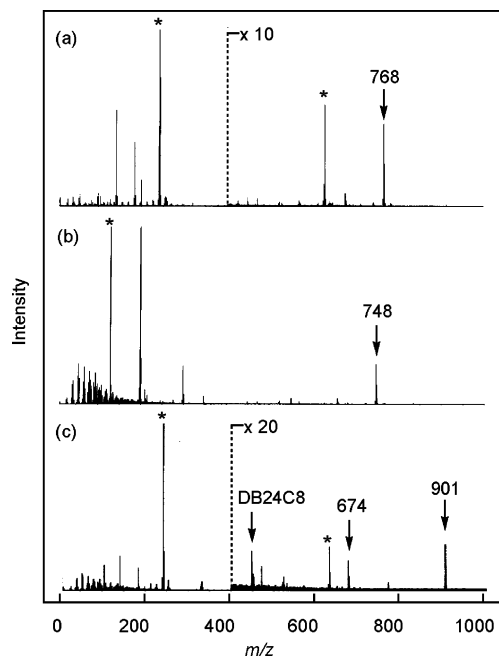 (a)
*
x 10
*
768
(b)
*
748
(c)
*
x 20
DB24C8
*
674
901
Intensity
0 200 400 600 800 1000
m/z